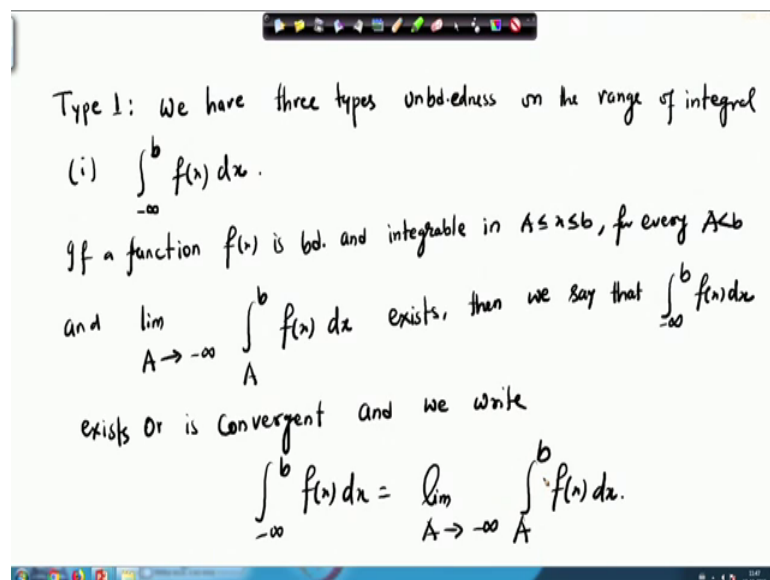 Type 1: We have three types unbd.edness on the range of integral
(i) ∫_{-∞}^{b} f(x) dx.
If a function f(x) is bd. and integrable in A ≤ x ≤ b, for every A<b
and lim_{A → -∞} ∫_{A}^{b} f(x) dx exists, then we say that ∫_{-∞}^{b} f(x) dx
exists or is convergent and we write
∫_{-∞}^{b} f(x) dx = lim_{A → -∞} ∫_{A}^{b} f(x) dx.
11:47